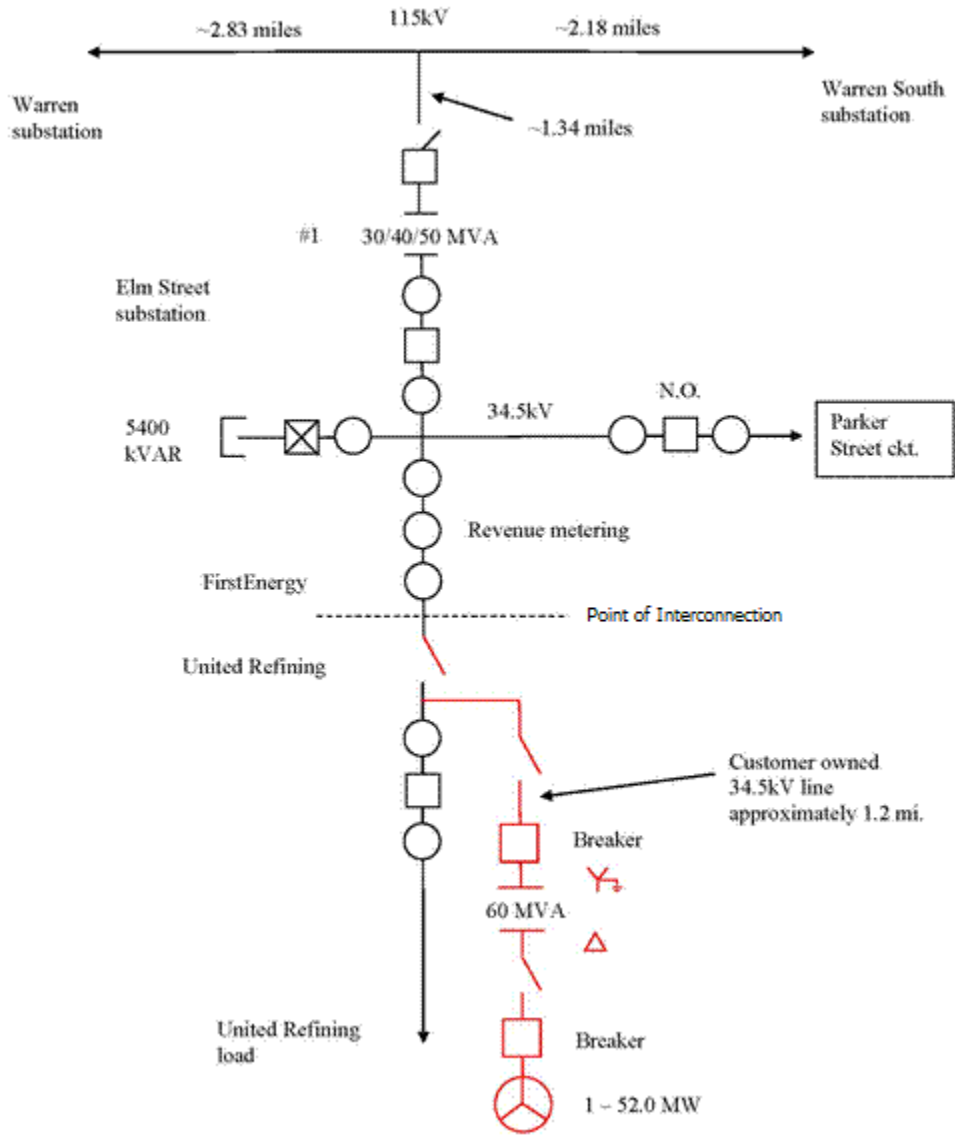 115kV
~2.83 miles
~2.18 miles
Warren
substation
Warren South
substation
~1.34 miles
#1
30/40/50 MVA
Elm Street
substation
N.O.
34.5kV
5400
kVAR
Parker
Street ckt.
Revenue metering
FirstEnergy
Point of Interconnection
United Refining
Customer owned
34.5kV line
approximately 1.2 mi.
Breaker
60 MVA
United Refining
load
Breaker
1 ~ 52.0 MW